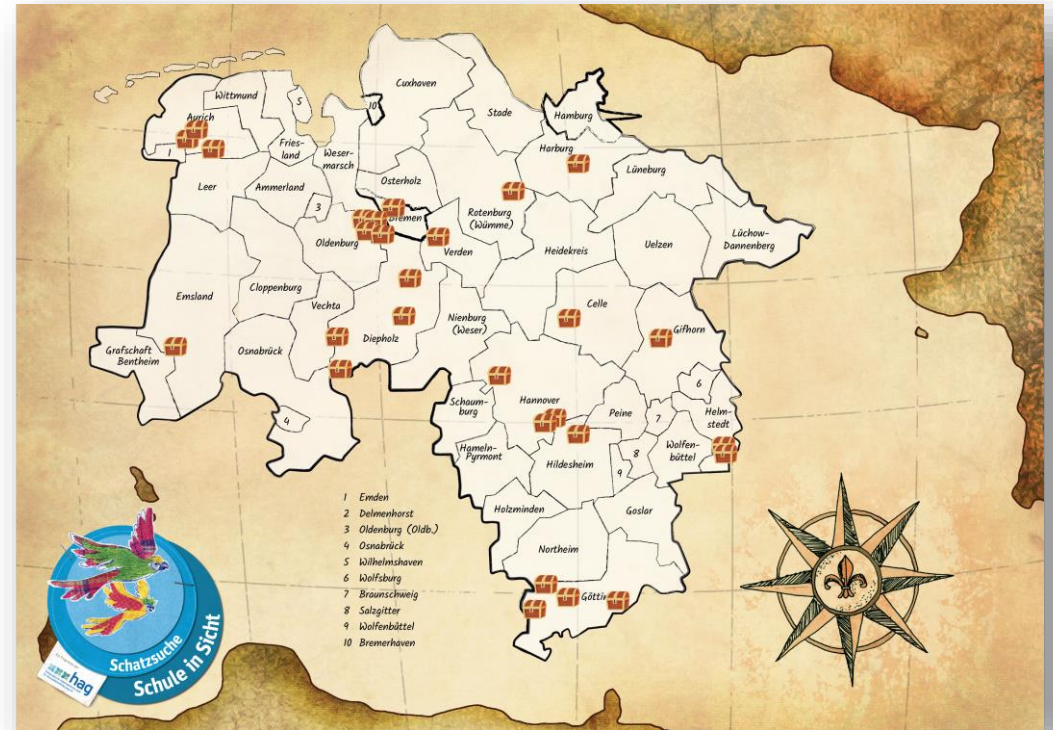 Cuxhaven
Wittmund
5
10
Stade
Hamburg
Aurich
1
Fries-
land
Weser-
marsch
Harburg
Lüneburg
Leer
Ammerland
Osterholz
3
Bremen
Rotenburg
(Wümme)
Oldenburg
Verden
Heidekreis
Uelzen
Lüchow-
Dannenberg
Emsland
Cloppenburg
Vechta
Celle
Nienburg
(Weser)
Gifhorn
Diepholz
Grafschaft
Bentheim
Osnabrück
4
Schaum-
burg
Hannover
Peine
6
7
Helm-
stedt
Hameln-
Pyrmont
Hildesheim
8
9
Wolfen-
büttel
Holzminden
Goslar
Northeim
1 Emden
2 Delmenhorst
3 Oldenburg (Oldb.)
4 Osnabrück
5 Wilhelmshaven
6 Wolfsburg
7 Braunschweig
8 Salzgitter
9 Wolfenbüttel
10 Bremerhaven
Göttin
Schatzsuche
Schule in Sicht
hag